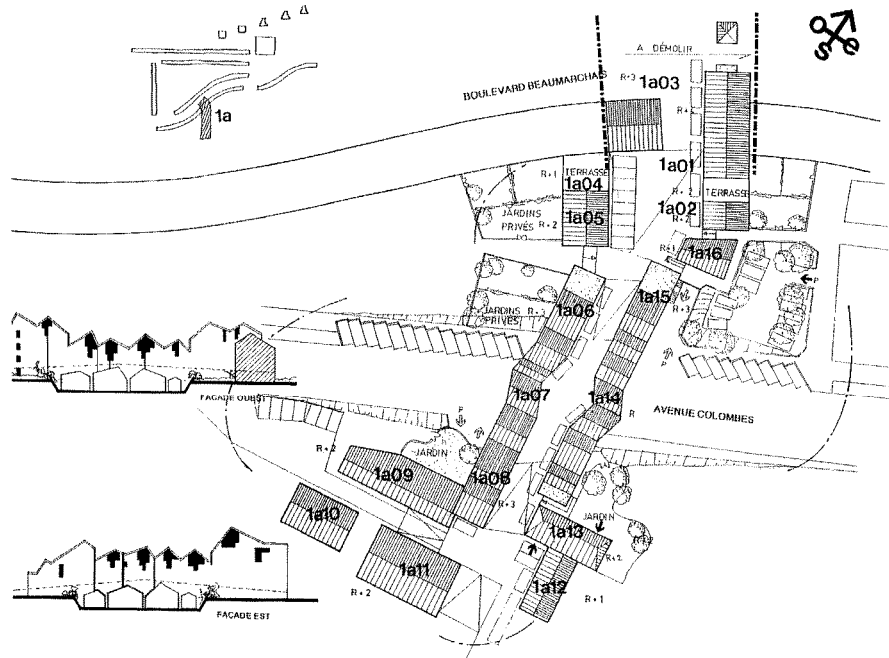 S
A DÉMOLIR
R+3
1a03
BOULEVARD BEAUMARCHAIS
1a
1a01
R+1
TERRASSE
1a04
R+2
TERRASSE
1a02
JARDINS
PRIVÉS
R+2
1a05
R+2
R+1
1a16
P
1a15
1a06
R+3
JARDINS
PRIVÉS
R+3
P
FAÇADE OUEST
1a07
1a14
AVENUE COLOMBES
R
P
R+2
JARDIN
1a09
1a08
R+3
1a10
JARDIN
1a13
R+2
1a11
1a12
R+2
R+1
FAÇADE EST